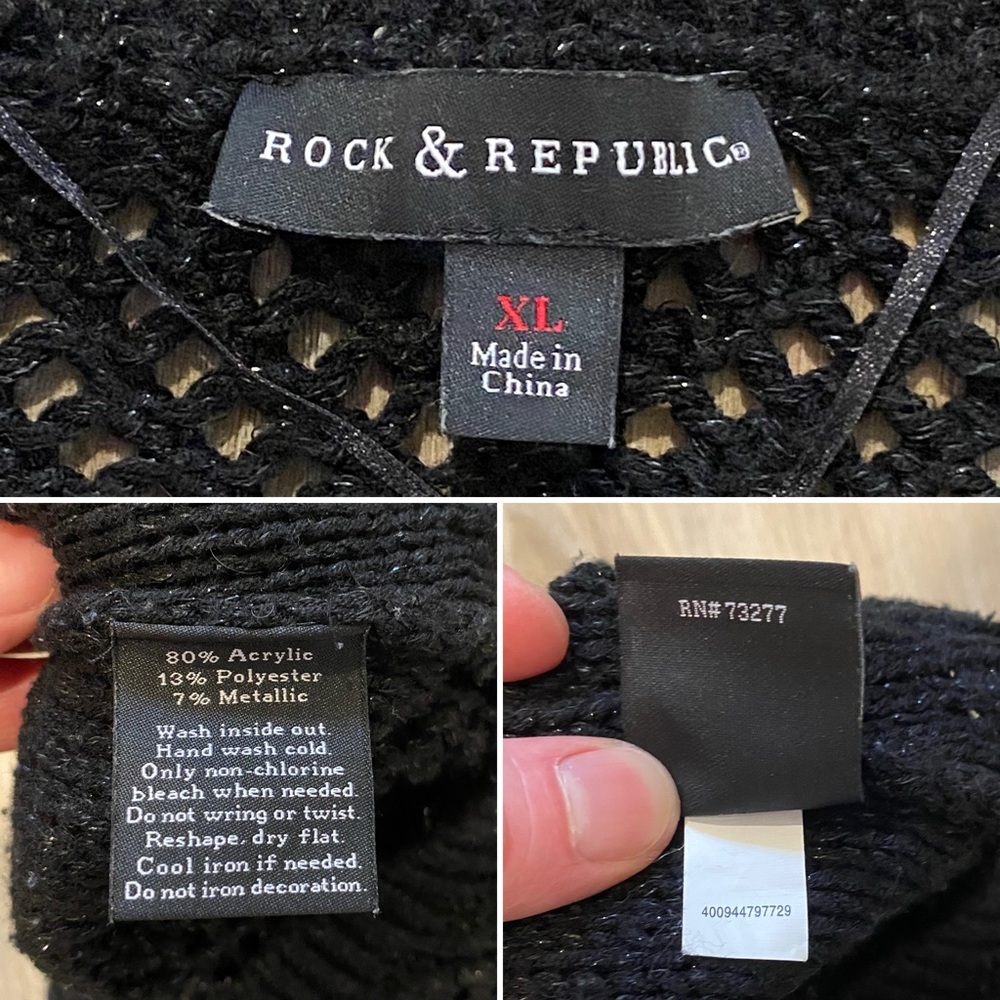 ROCK & REPUBLIC®
XL
Made in
China
80% Acrylic
13% Polyester
7% Metallic
Wash inside out.
Hand wash cold.
Only non-chlorine
bleach when needed.
Do not wring or twist.
Reshape, dry flat.
Cool iron if needed.
Do not iron decoration.
RN# 73277
400944797729